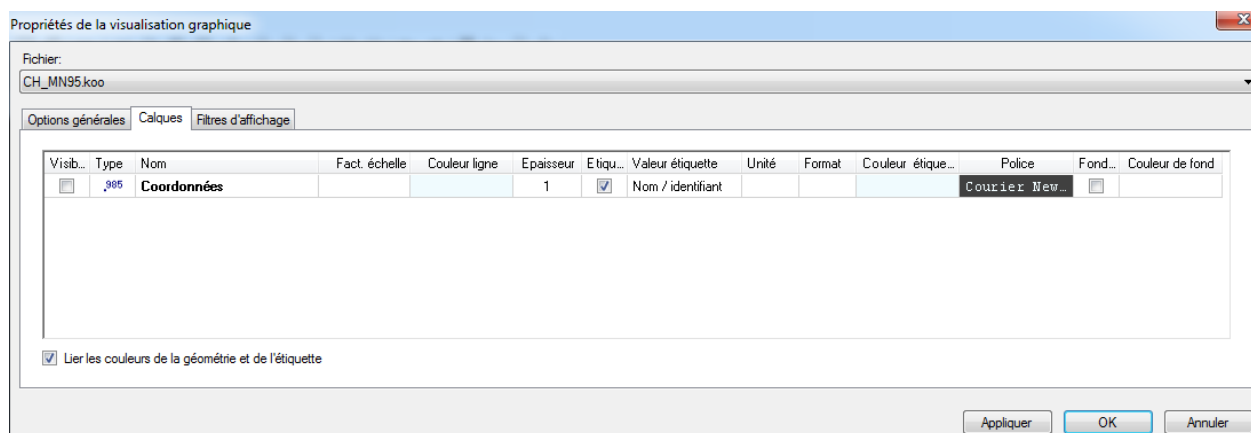 Propriétés de la visualisation graphique
Fichier:
CH_MN95.koo
Options générales Calques Filtres d'affichage
Visib... Type Nom Fact. échelle Couleur ligne Epaisseur Etiqu... Valeur étiquette Unité Format Couleur étique... Police Fond... Couleur de fond
.985 Coordonnées 1 Nom / identifiant Courier New...
Lier les couleurs de la géométrie et de l'étiquette
Appliquer OK Annuler